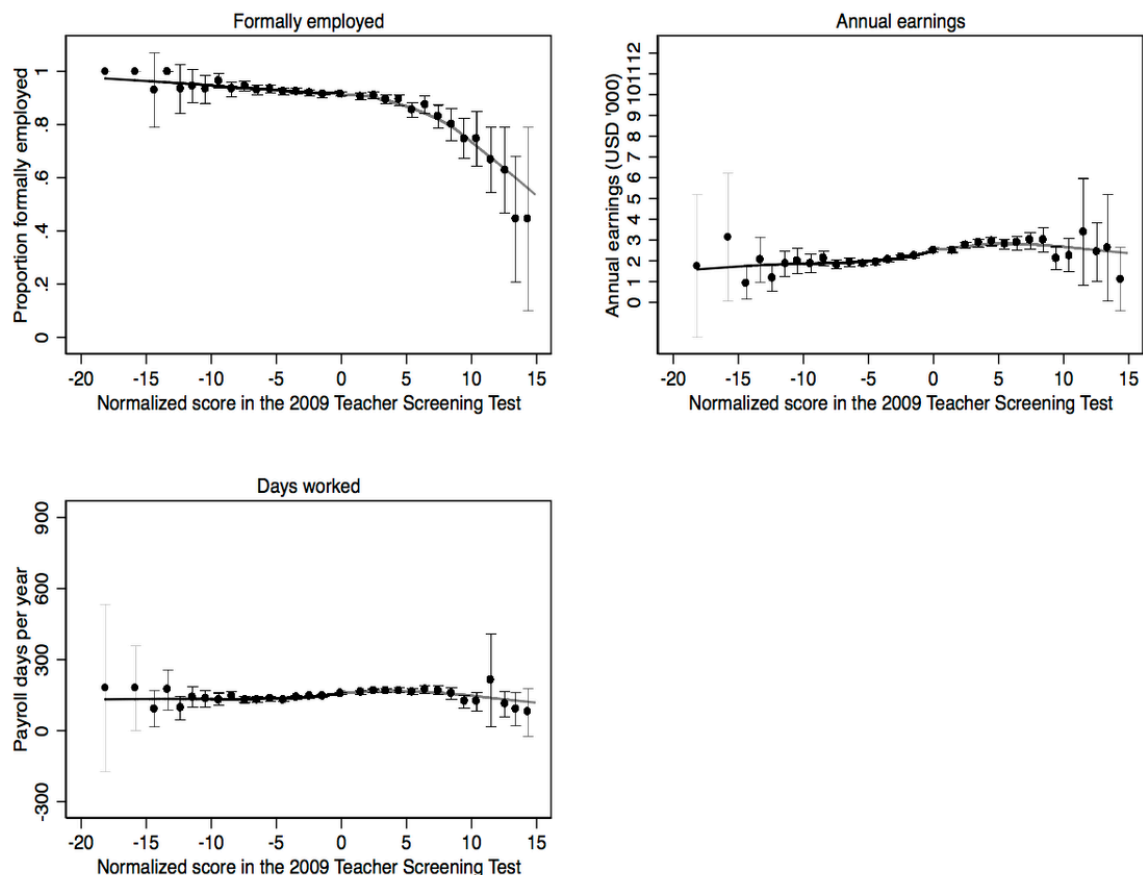 Formally employed
Proportion formally employed
1
.8
.6
.4
.2
0
-20 -15 -10 -5 0 5 10 15
Normalized score in the 2009 Teacher Screening Test
Annual earnings
Annual earnings (USD '000)
12
11
10
9
8
7
6
5
4
3
2
1
0
-20 -15 -10 -5 0 5 10 15
Normalized score in the 2009 Teacher Screening Test
Days worked
Payroll days per year
900
600
300
0
-300
-20 -15 -10 -5 0 5 10 15
Normalized score in the 2009 Teacher Screening Test